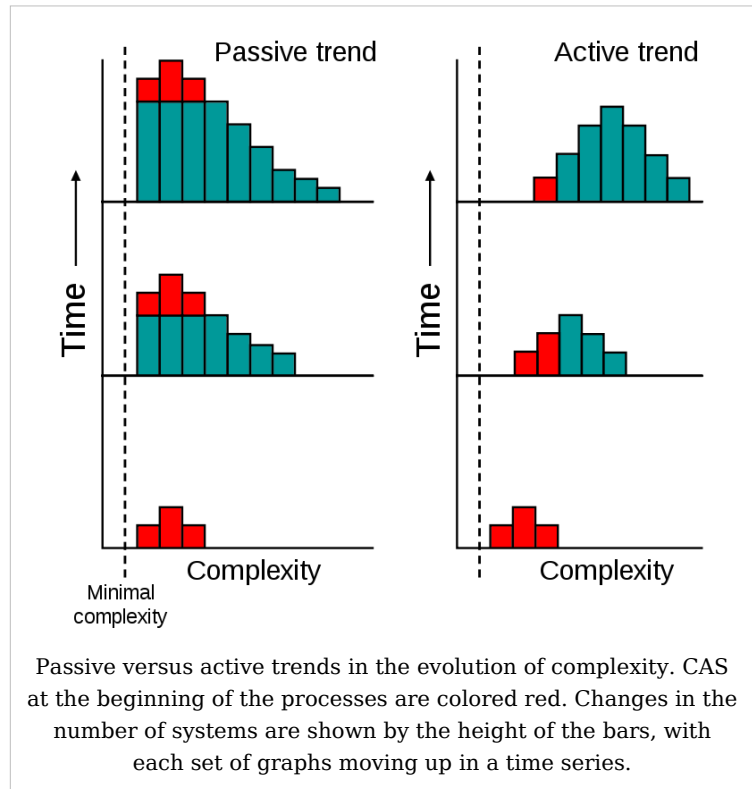 Passive trend
Active trend
Time
Time
Complexity
Complexity
Minimal
complexity
Passive versus active trends in the evolution of complexity. CAS
at the beginning of the processes are colored red. Changes in the
number of systems are shown by the height of the bars, with
each set of graphs moving up in a time series.